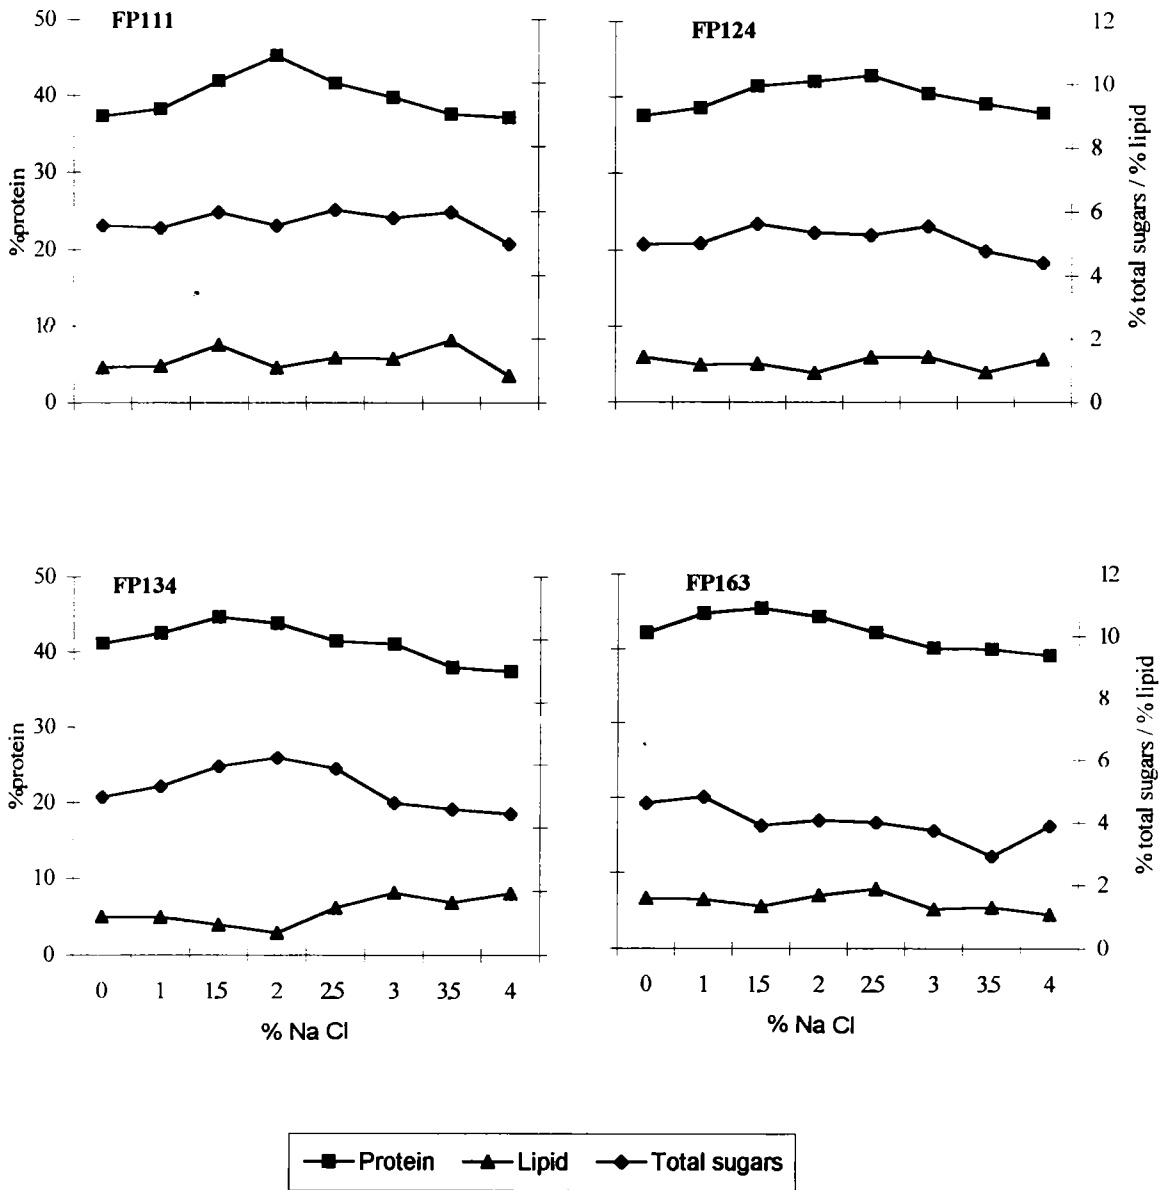 FP111
50
40
30
20
10
0
%protein
FP124
12
10
8
6
4
2
0
% total sugars / % lipid
FP134
50
40
30
20
10
0
%protein
0 1 1.5 2 2.5 3 3.5 4
% Na Cl
FP163
12
10
8
6
4
2
0
% total sugars / % lipid
0 1 1.5 2 2.5 3 3.5 4
% Na Cl
Protein Lipid Total sugars